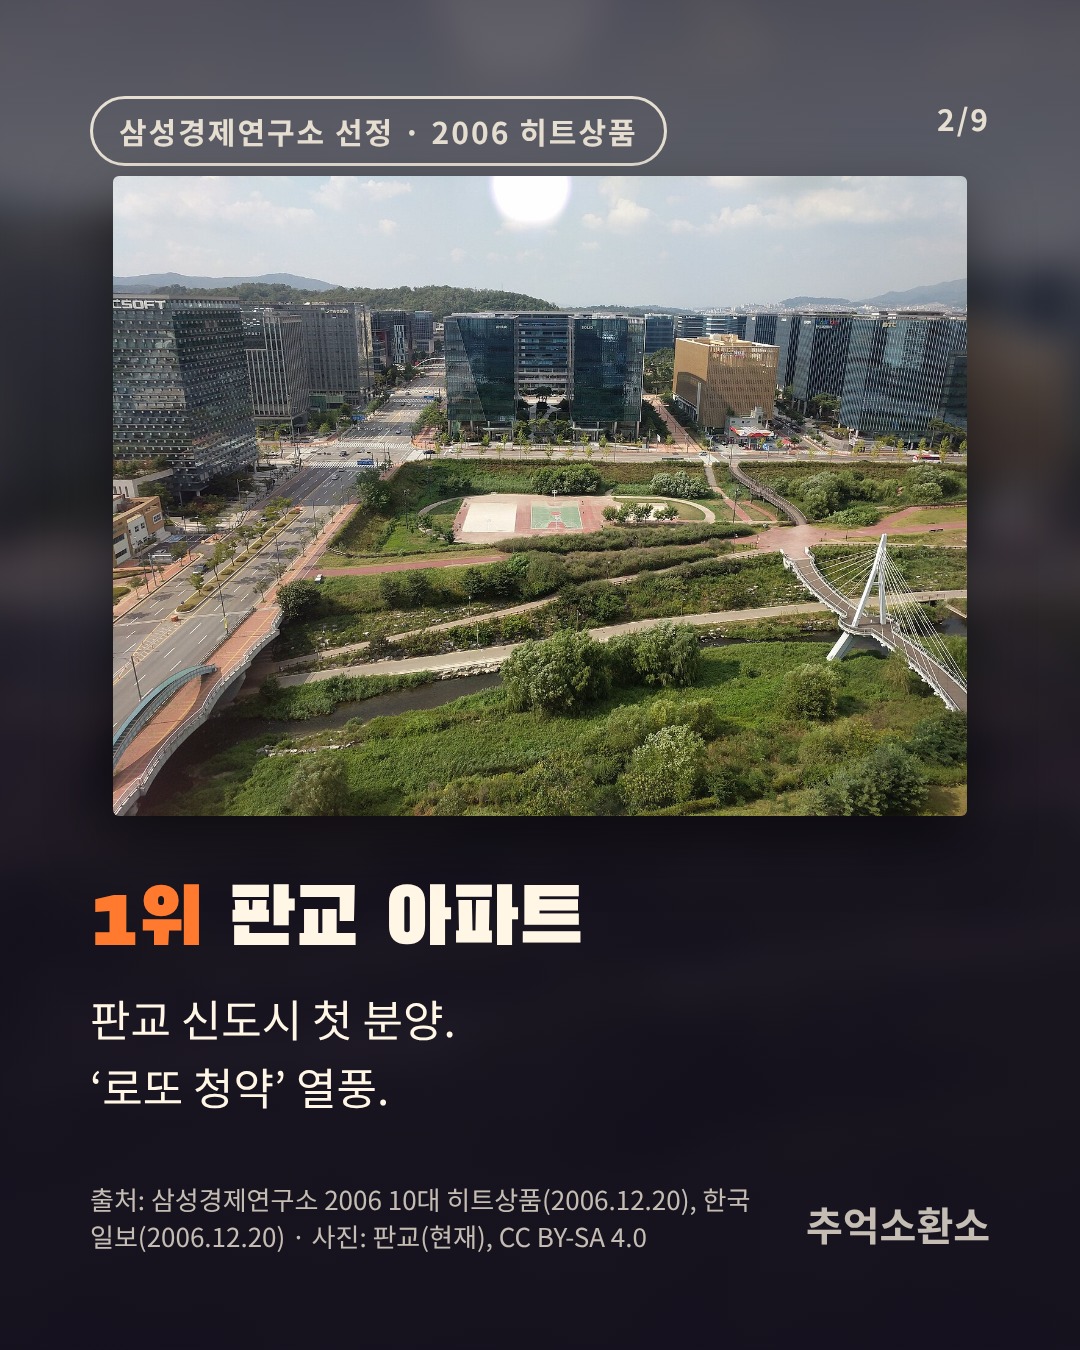 삼성경제연구소 선정 · 2006 히트상품
2/9
CSOFT
1위 판교 아파트
판교 신도시 첫 분양.
‘로또 청약’ 열풍.
출처: 삼성경제연구소 2006 10대 히트상품(2006.12.20), 한국
일보(2006.12.20) · 사진: 판교(현재), CC BY-SA 4.0
추억소환소